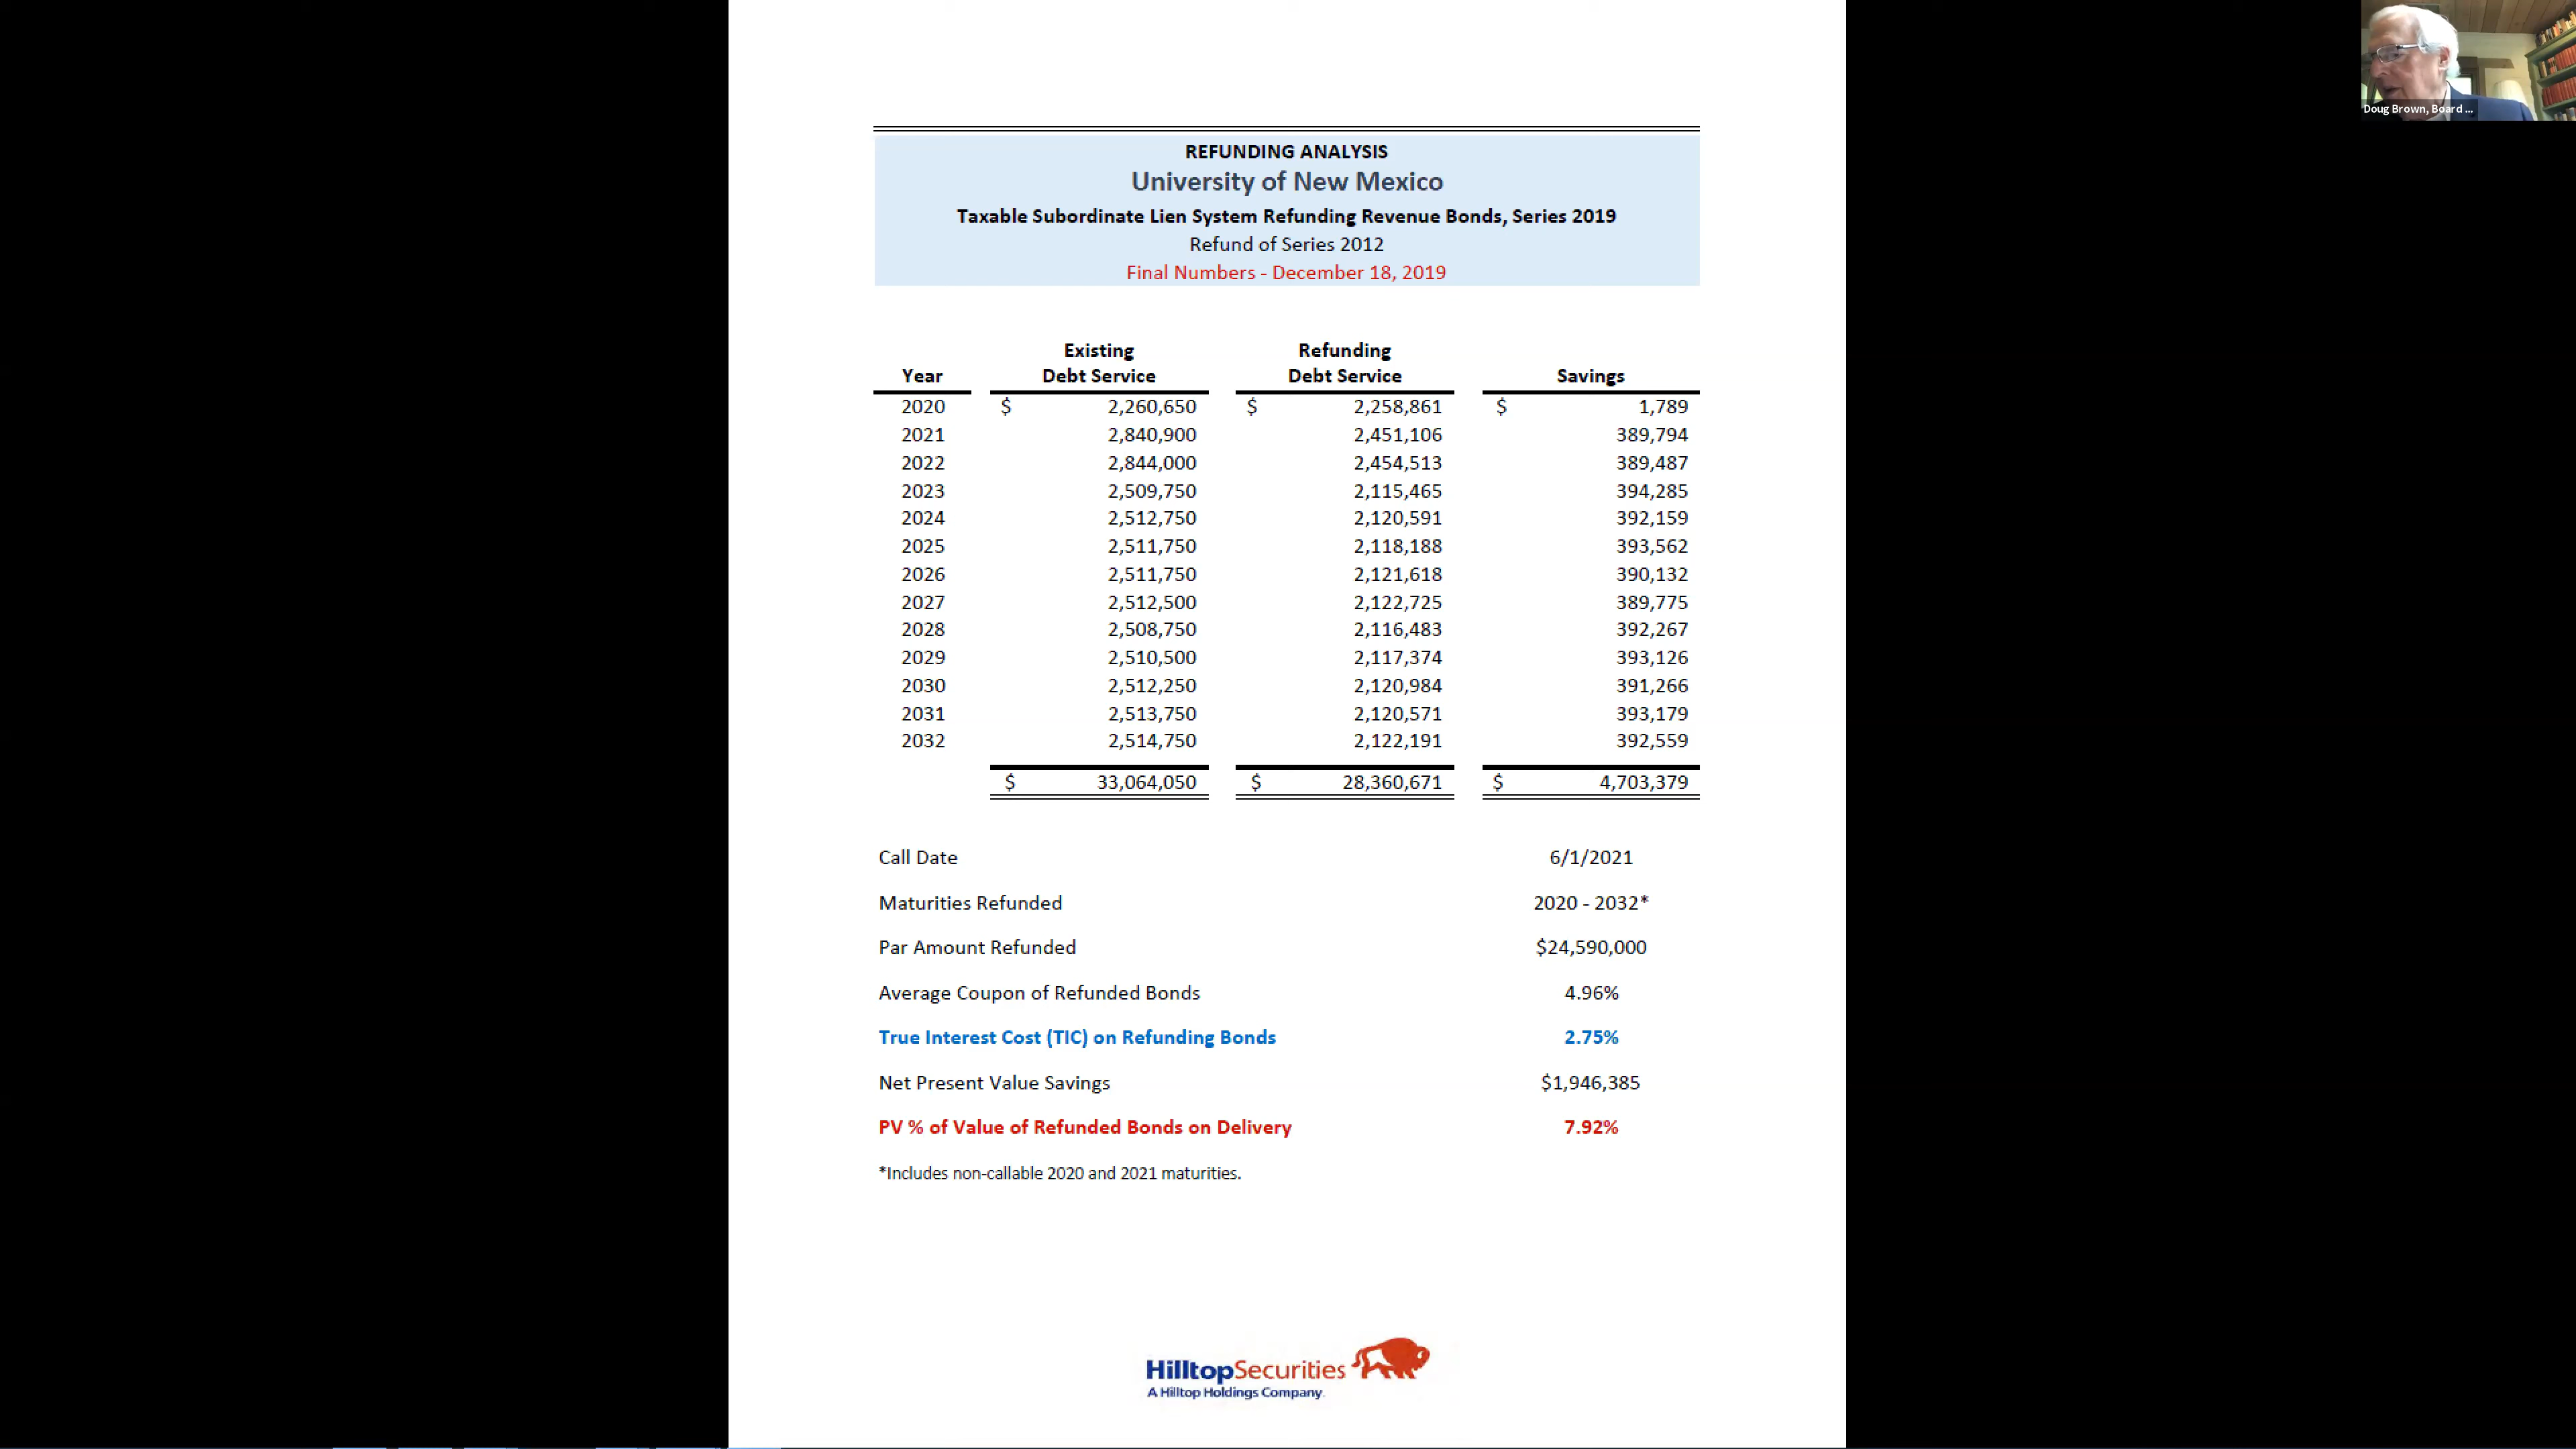 Doug Brown, Board ...
REFUNDING ANALYSIS
University of New Mexico
Taxable Subordinate Lien System Refunding Revenue Bonds, Series 2019
Refund of Series 2012
Final Numbers - December 18, 2019
Existing Refunding
Year Debt Service Debt Service Savings
2020 $ 2,260,650 $ 2,258,861 $ 1,789
2021 2,840,900 2,451,106 389,794
2022 2,844,000 2,454,513 389,487
2023 2,509,750 2,115,465 394,285
2024 2,512,750 2,120,591 392,159
2025 2,511,750 2,118,188 393,562
2026 2,511,750 2,121,618 390,132
2027 2,512,500 2,122,725 389,775
2028 2,508,750 2,116,483 392,267
2029 2,510,500 2,117,374 393,126
2030 2,512,250 2,120,984 391,266
2031 2,513,750 2,120,571 393,179
2032 2,514,750 2,122,191 392,559
$ 33,064,050 $ 28,360,671 $ 4,703,379
Call Date 6/1/2021
Maturities Refunded 2020 - 2032*
Par Amount Refunded $24,590,000
Average Coupon of Refunded Bonds 4.96%
True Interest Cost (TIC) on Refunding Bonds 2.75%
Net Present Value Savings $1,946,385
PV % of Value of Refunded Bonds on Delivery 7.92%
*Includes non-callable 2020 and 2021 maturities.
HilltopSecurities
A Hilltop Holdings Company.